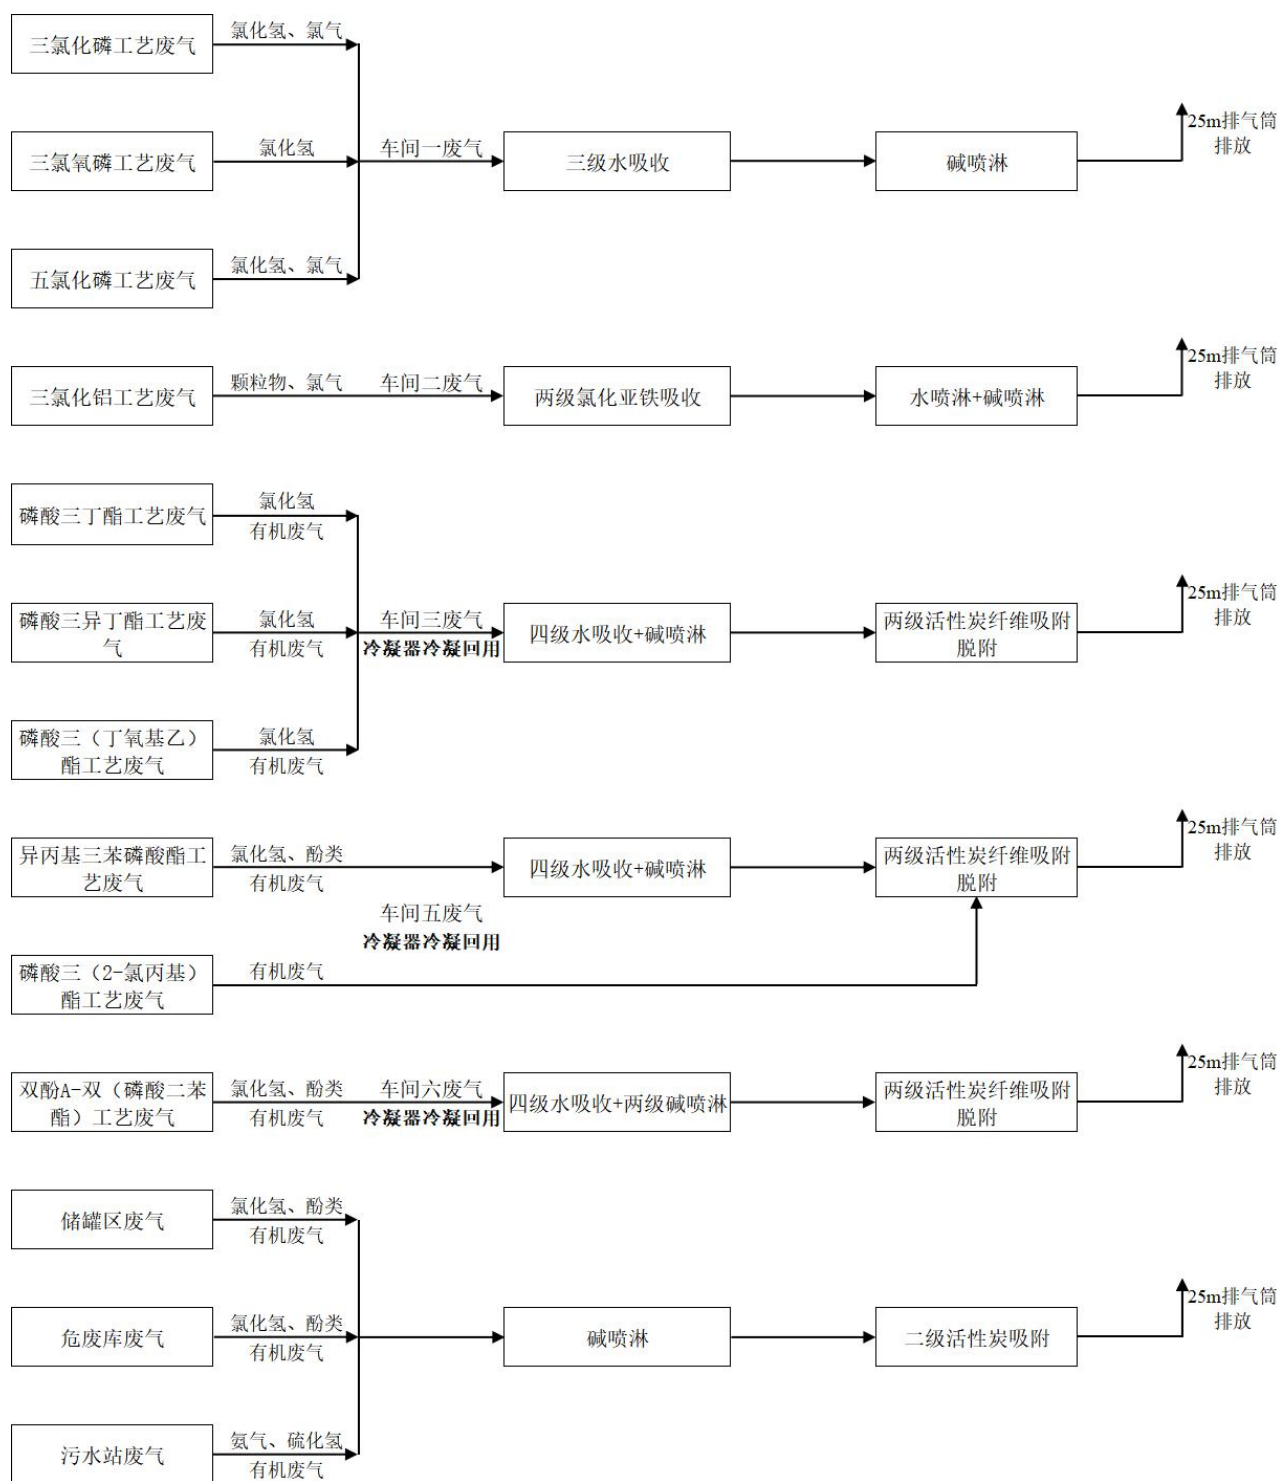 三氯化磷工艺废气
氯化氢、氯气
三氯氧磷工艺废气
氯化氢
五氯化磷工艺废气
氯化氢、氯气
车间一废气
三级水吸收
碱喷淋
25m排气筒
排放
三氯化铝工艺废气
颗粒物、氯气
车间二废气
两级氯化亚铁吸收
水喷淋+碱喷淋
25m排气筒
排放
磷酸三丁酯工艺废气
氯化氢
有机废气
磷酸三异丁酯工艺废
气
氯化氢
有机废气
磷酸三（丁氧基乙）
酯工艺废气
氯化氢
有机废气
车间三废气
冷凝器冷凝回用
四级水吸收+碱喷淋
两级活性炭纤维吸附
脱附
25m排气筒
排放
异丙基三苯磷酸酯工
艺废气
氯化氢、酚类
有机废气
四级水吸收+碱喷淋
两级活性炭纤维吸附
脱附
25m排气筒
排放
车间五废气
冷凝器冷凝回用
磷酸三（2-氯丙基）
酯工艺废气
有机废气
双酚A-双（磷酸二苯
酯）工艺废气
氯化氢、酚类
有机废气
车间六废气
冷凝器冷凝回用
四级水吸收+两级碱喷淋
两级活性炭纤维吸附
脱附
25m排气筒
排放
储罐区废气
氯化氢、酚类
有机废气
危废库废气
氯化氢、酚类
有机废气
污水站废气
氨气、硫化氢
有机废气
碱喷淋
二级活性炭吸附
25m排气筒
排放